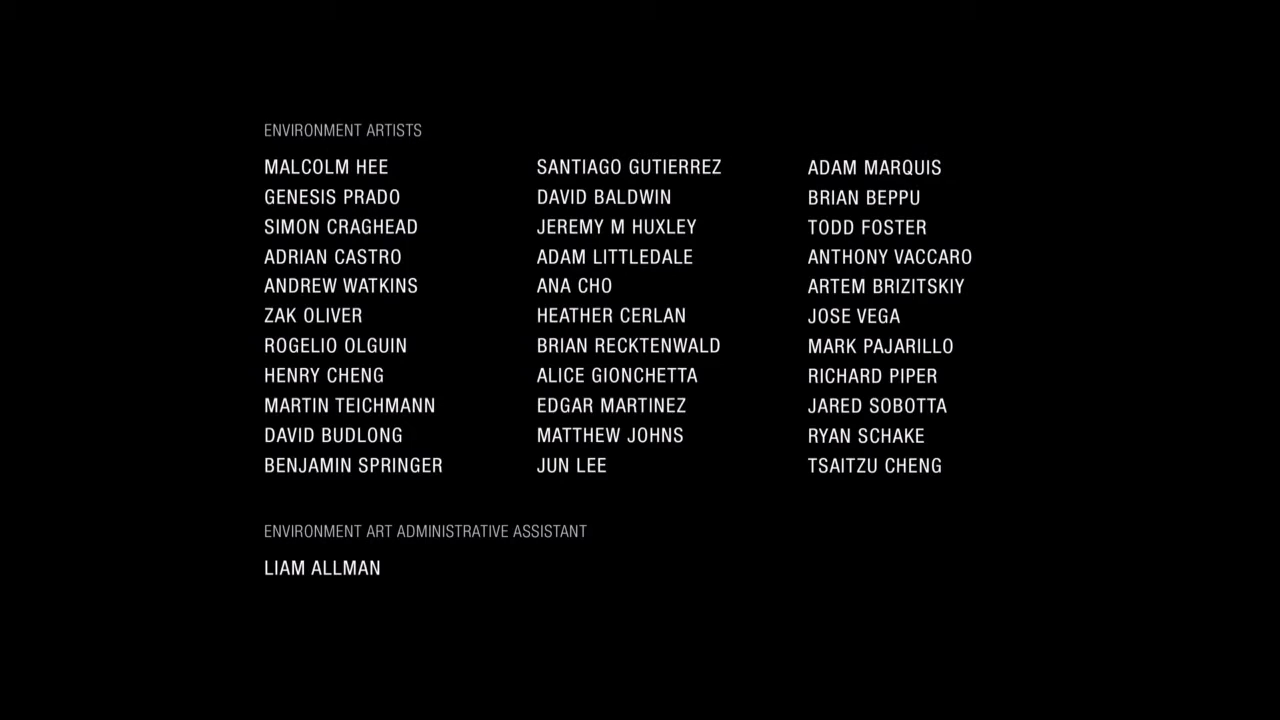 ENVIRONMENT ARTISTS
MALCOLM HEE
GENESIS PRADO
SIMON CRAGHEAD
ADRIAN CASTRO
ANDREW WATKINS
ZAK OLIVER
ROGELIO OLGUIN
HENRY CHENG
MARTIN TEICHMANN
DAVID BUDLONG
BENJAMIN SPRINGER
SANTIAGO GUTIERREZ
DAVID BALDWIN
JEREMY M HUXLEY
ADAM LITTLEDALE
ANA CHO
HEATHER CERLAN
BRIAN RECKTENWALD
ALICE GIONCHETTA
EDGAR MARTINEZ
MATTHEW JOHNS
JUN LEE
ADAM MARQUIS
BRIAN BEPPU
TODD FOSTER
ANTHONY VACCARO
ARTEM BRIZITSKIY
JOSE VEGA
MARK PAJARILLO
RICHARD PIPER
JARED SOBOTTA
RYAN SCHAKE
TSAITZU CHENG
ENVIRONMENT ART ADMINISTRATIVE ASSISTANT
LIAM ALLMAN